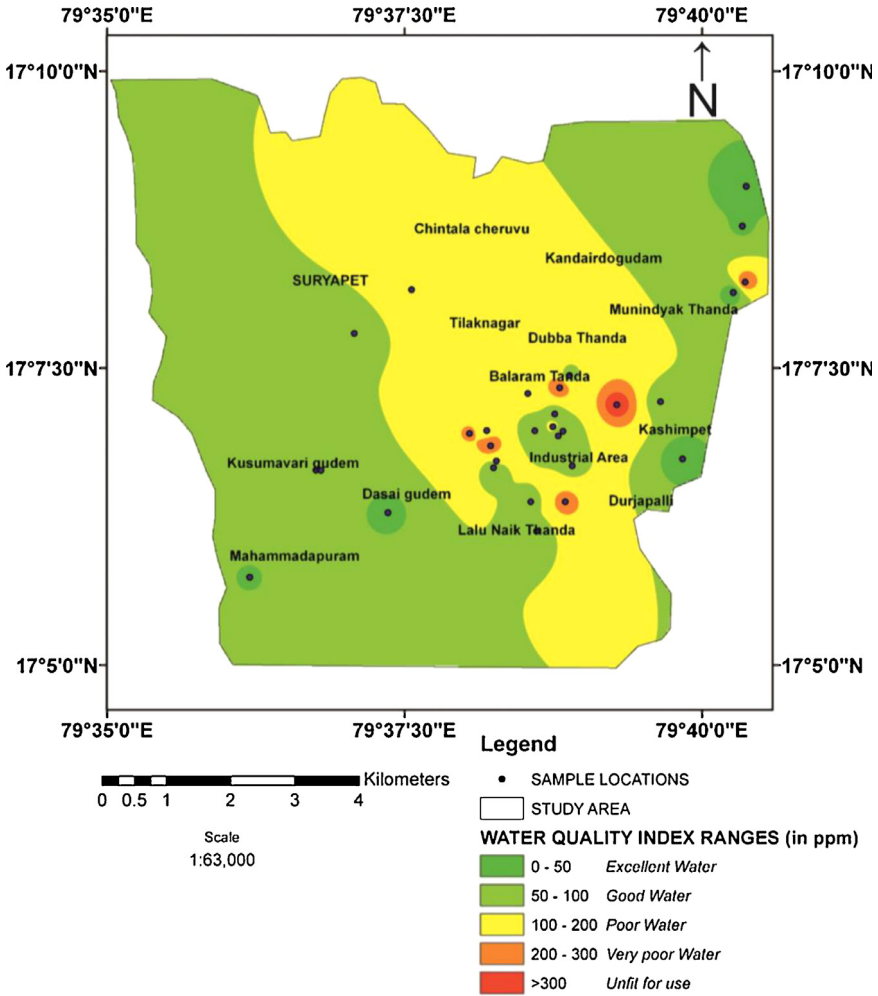 79°35'0"E 79°37'30"E 79°40'0"E
17°10'0"N 17°10'0"N
N
Chintala cheruvu
Kandairdogudam
SURYAPET
Munindyak Thanda
Tilaknagar
Dubba Thanda
17°7'30"N 17°7'30"N
Balaram Tanda
Kashimpet
Industrial Area
Kusumavari gudem
Dasai gudem
Durjapalli
Lalu Naik Thanda
Mahammadapuram
17°5'0"N 17°5'0"N
79°35'0"E 79°37'30"E 79°40'0"E
Legend
Kilometers
0 0.5 1 2 3 4
Scale
1:63,000
SAMPLE LOCATIONS
STUDY AREA
WATER QUALITY INDEX RANGES (in ppm)
0 - 50 Excellent Water
50 - 100 Good Water
100 - 200 Poor Water
200 - 300 Very poor Water
>300 Unfit for use